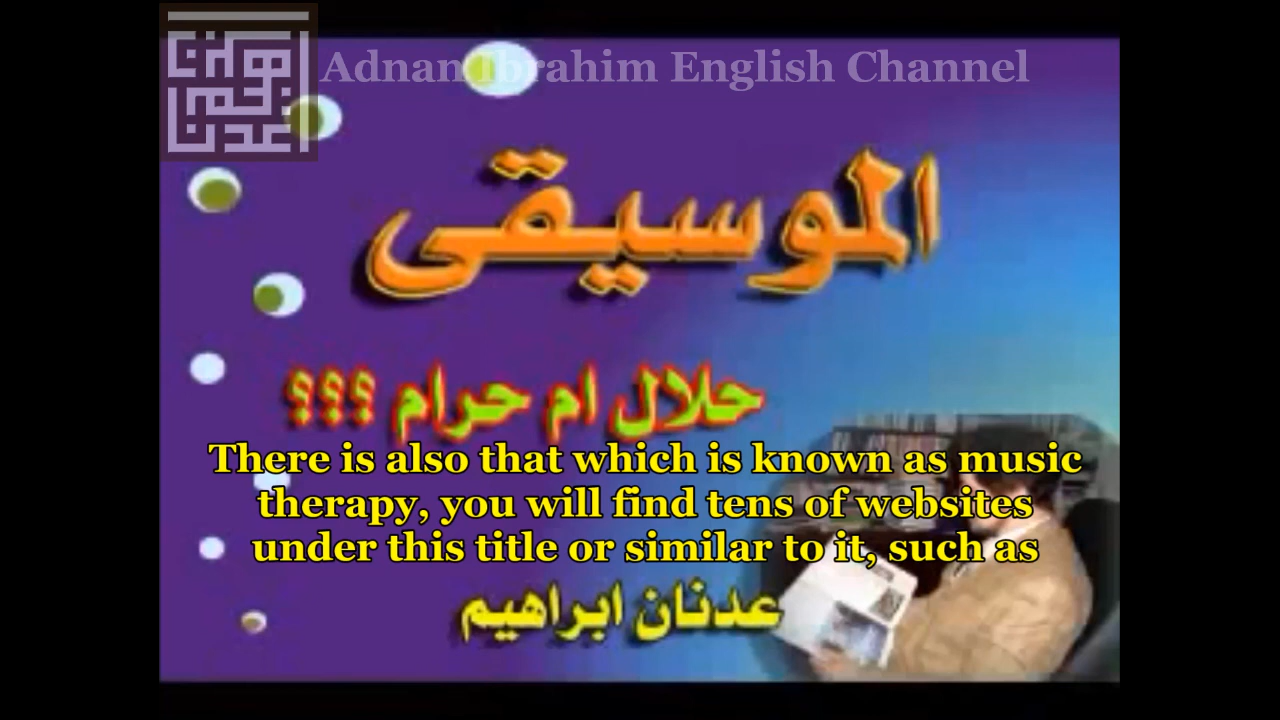 Adnan Ibrahim English Channel
الموسيقى
حلال ام حرام ؟؟؟
There is also that which is known as music
therapy, you will find tens of websites
under this title or similar to it, such as
عدنان ابراهيم